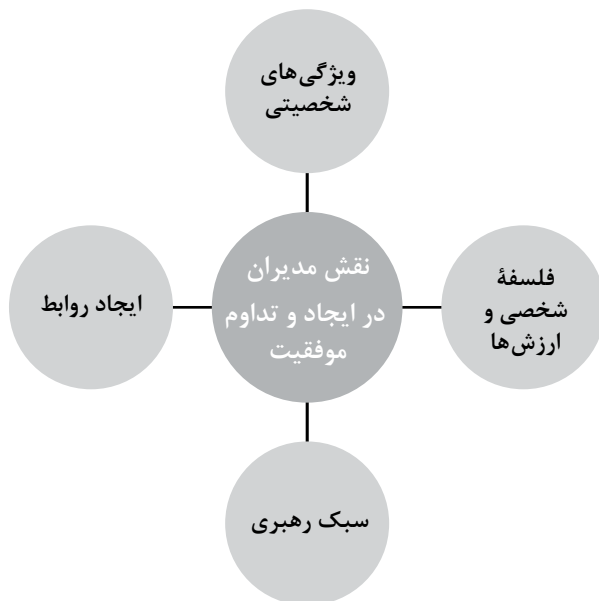 ویژگی‌های
شخصیتی
فلسفهٔ
شخصی و
ارزش‌ها
نقش مدیران
در ایجاد و تداوم
موفقیت
ایجاد روابط
سبک رهبری